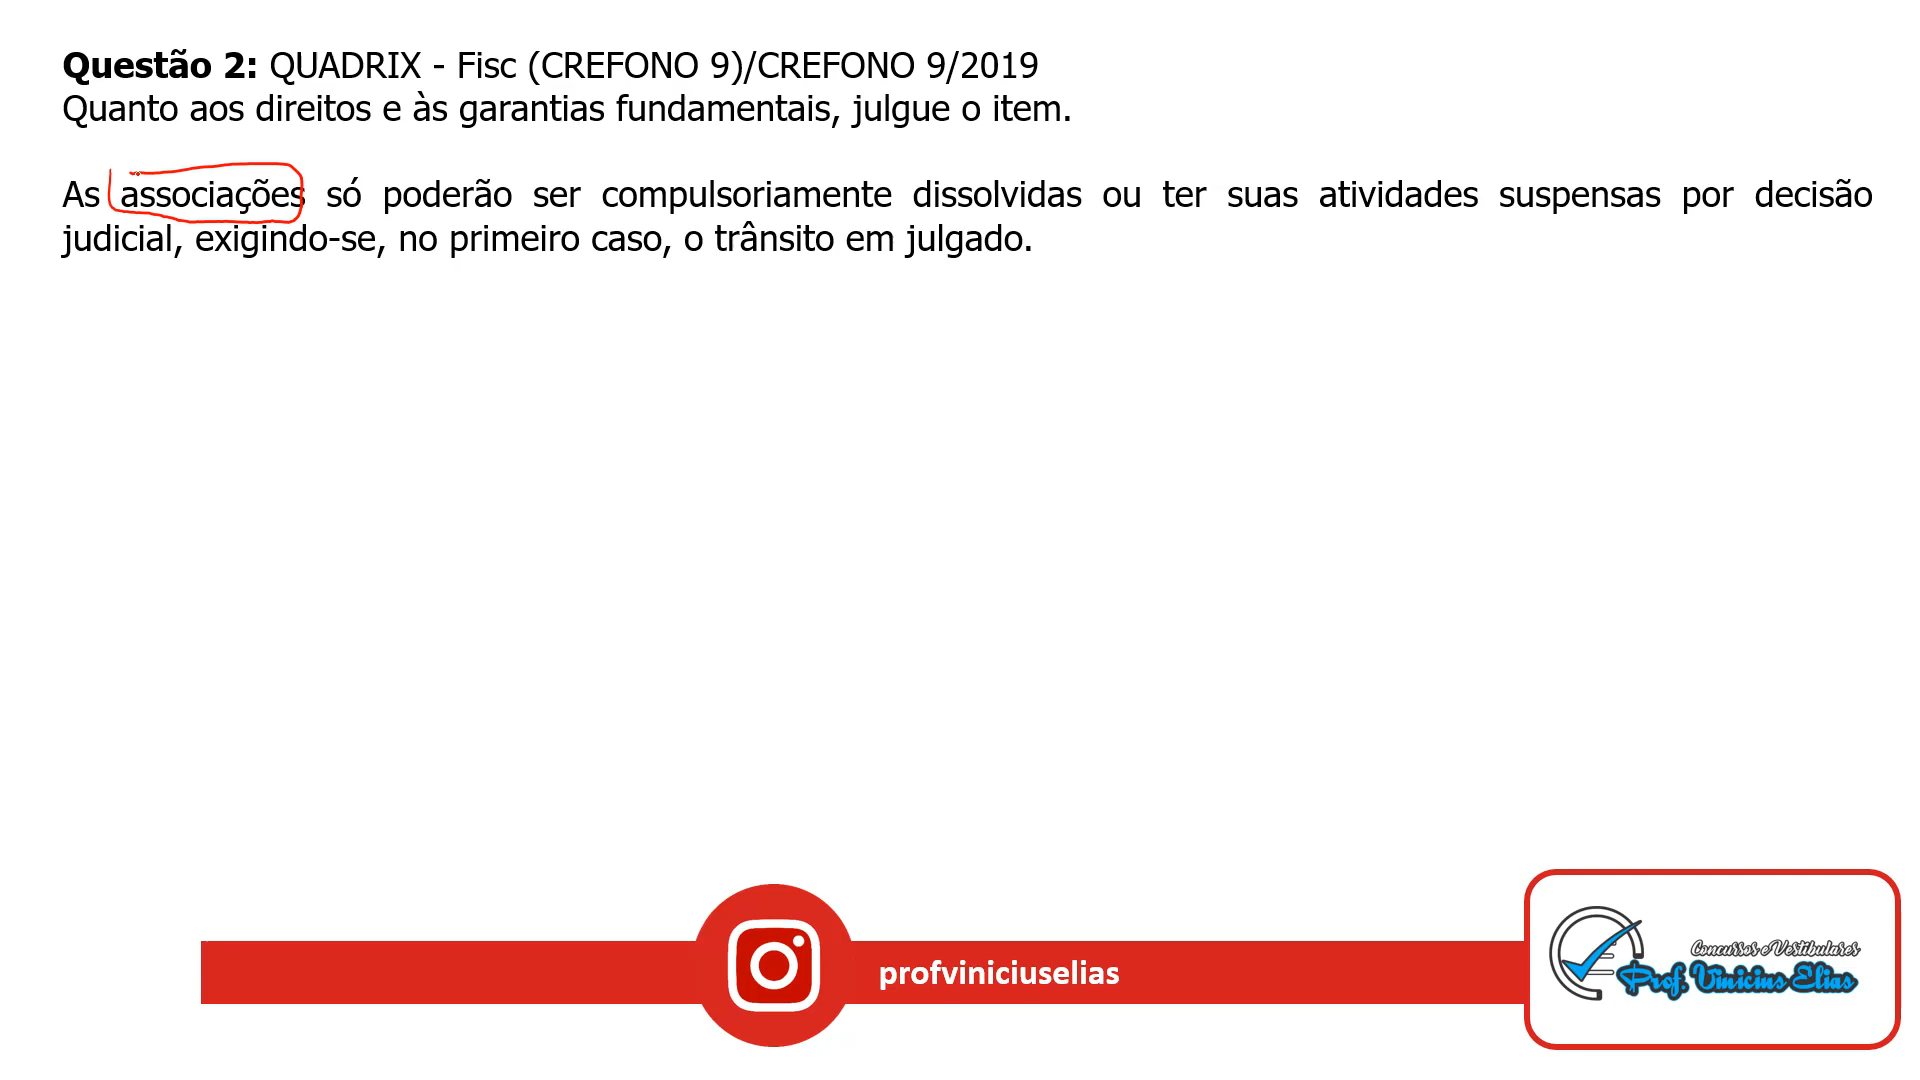 Questão 2: QUADRIX - Fisc (CREFONO 9)/CREFONO 9/2019
Quanto aos direitos e às garantias fundamentais, julgue o item.
As associações só poderão ser compulsoriamente dissolvidas ou ter suas atividades suspensas por decisão
judicial, exigindo-se, no primeiro caso, o trânsito em julgado.
profviniciuselias
Concursos e Vestibulares
Prof. Vinicius Elias